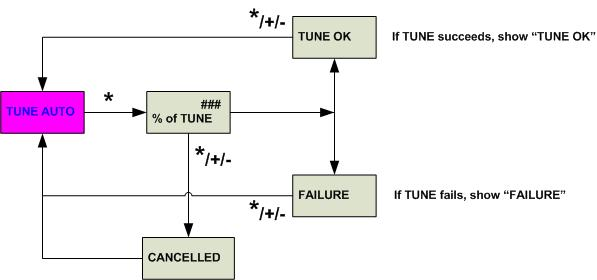 */+/-
TUNE OK
If TUNE succeeds, show “TUNE OK”
TUNE AUTO
*
###
% of TUNE
*/+/-
FAILURE
If TUNE fails, show “FAILURE”
*/+/-
CANCELLED